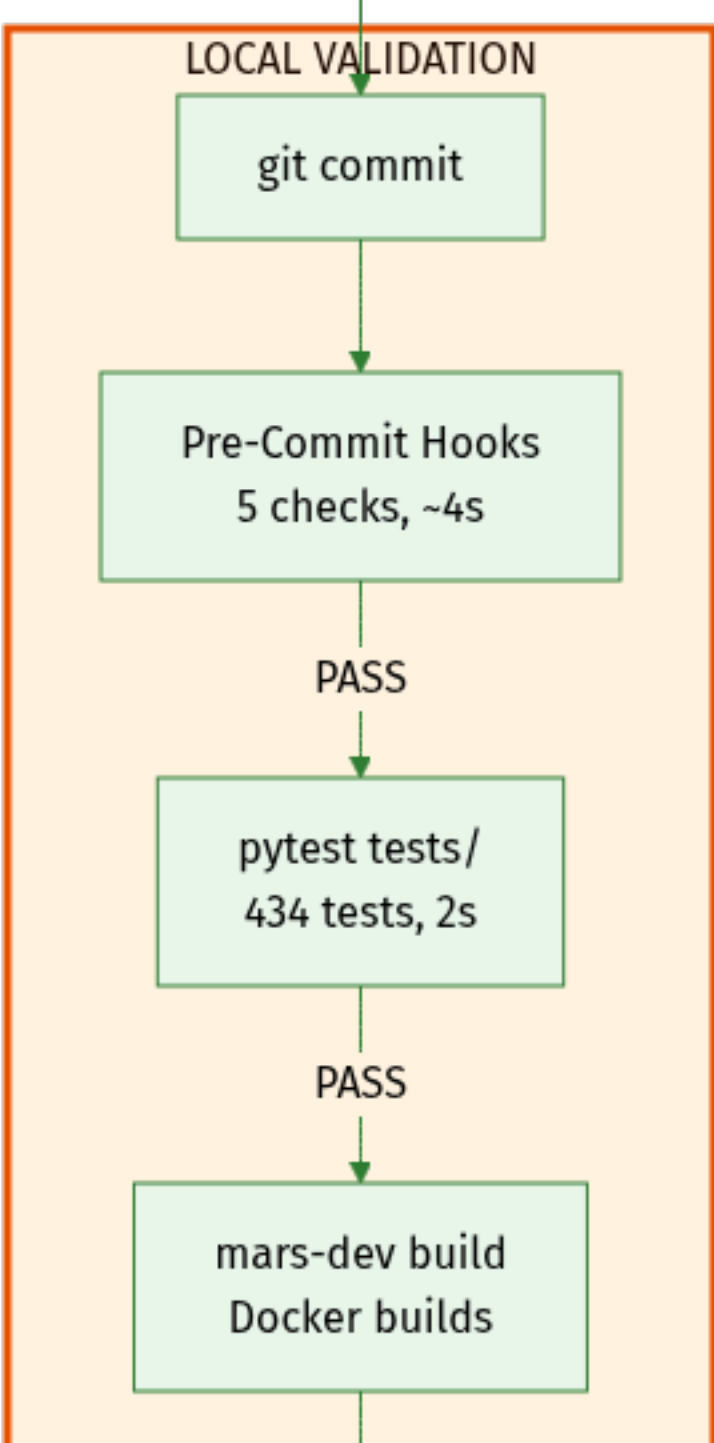 LOCAL VALIDATION
git commit
Pre-Commit Hooks
5 checks, ~4s
PASS
pytest tests/
434 tests, 2s
PASS
mars-dev build
Docker builds